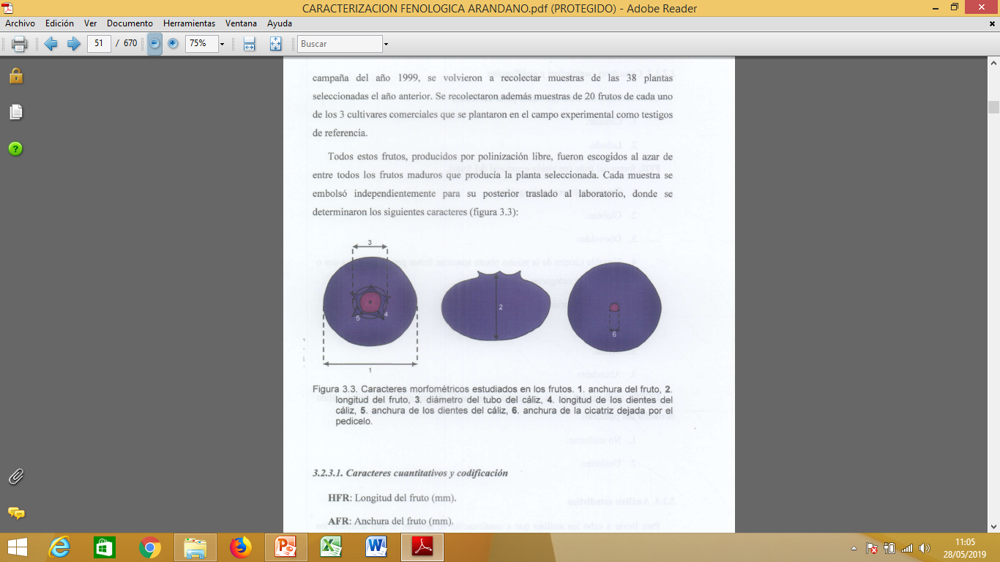 CARACTERIZACION FENOLOGICA ARANDANO.pdf (PROTEGIDO) - Adobe Reader
Archivo Edición Ver Documento Herramientas Ventana Ayuda
51 / 670 75% Buscar
campaña del año 1999, se volvieron a recolectar muestras de las 38 plantas
seleccionadas el año anterior. Se recolectaron además muestras de 20 frutos de cada uno
de los 3 cultivares comerciales que se plantaron en el campo experimental como testigos
de referencia.
Todos estos frutos, producidos por polinización libre, fueron escogidos al azar de
entre todos los frutos maduros que producía la planta seleccionada. Cada muestra se
embolsó independientemente para su posterior traslado al laboratorio, donde se
determinaron los siguientes caracteres (figura 3.3):
3
5 4
1
2
6
Figura 3.3. Caracteres morfométricos estudiados en los frutos. 1. anchura del fruto, 2.
longitud del fruto, 3. diámetro del tubo del cáliz, 4. longitud de los dientes del
cáliz, 5. anchura de los dientes del cáliz, 6. anchura de la cicatriz dejada por el
pedicelo.
3.2.3.1. Caracteres cuantitativos y codificación
HFR: Longitud del fruto (mm).
AFR: Anchura del fruto (mm).
11:05
28/05/2019